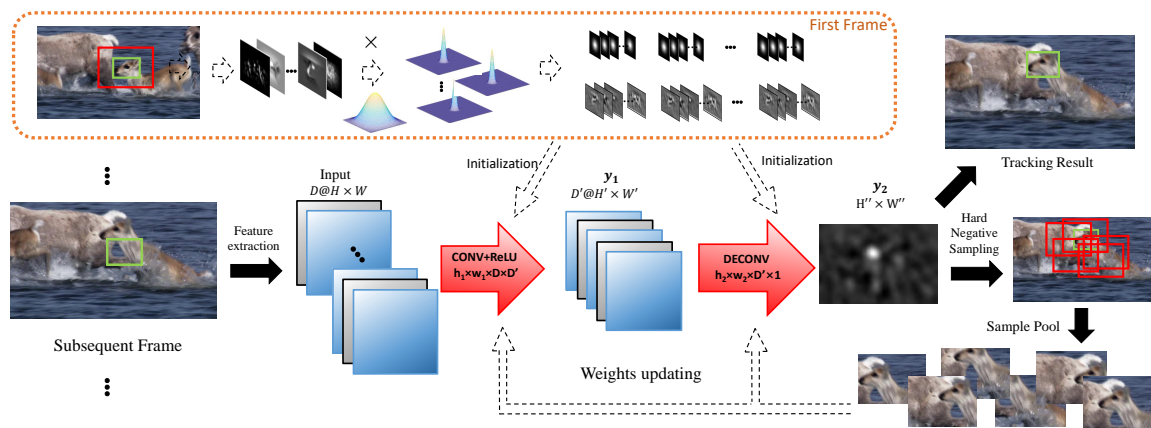 First Frame
×
Initialization
Initialization
Input
D@H × W
y₁
D'@H' × W'
y₂
H'' × W''
Tracking Result
Feature
extraction
CONV+ReLU
h₁×w₁×D×D'
DECONV
h₂×w₂×D'×1
Hard
Negative
Sampling
Subsequent Frame
Sample Pool
Weights updating